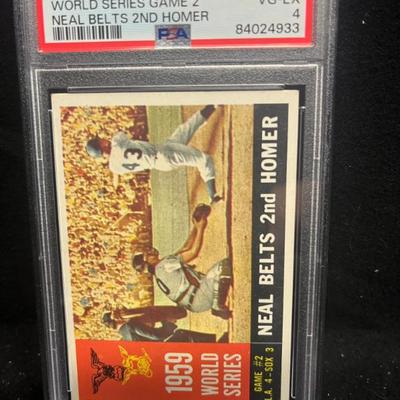 WORLD SERIES GAME 2
VG-EX
NEAL BELTS 2ND HOMER
4
PSA
84024933
43
1959
WORLD
SERIES
GAME #2
L.A. 4-SOX 3
NEAL BELTS 2nd HOMER